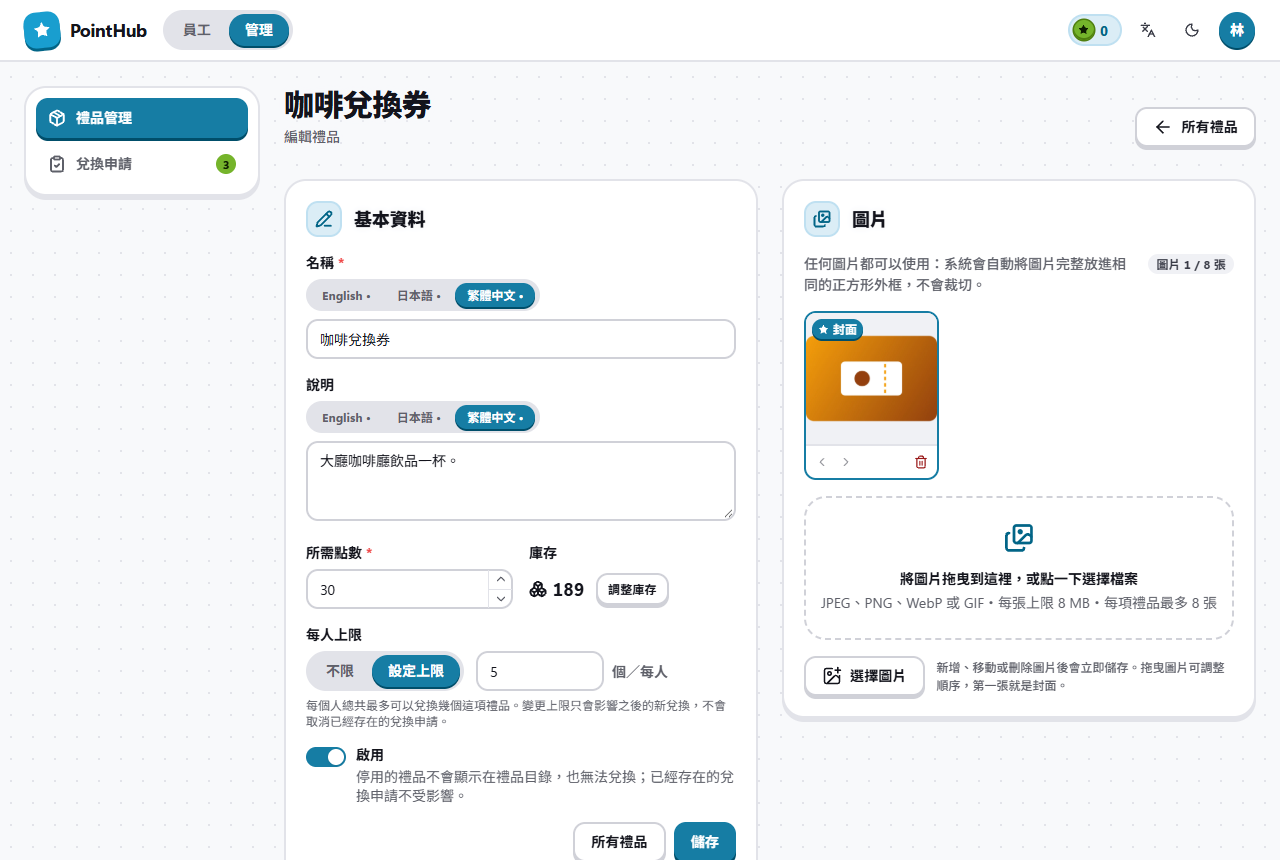 PointHub
員工
管理
0
林
禮品管理
兌換申請
3
咖啡兌換券
編輯禮品
所有禮品
基本資料
名稱 *
English •
日本語 •
繁體中文 •
咖啡兌換券
說明
English •
日本語 •
繁體中文 •
大廳咖啡廳飲品一杯。
所需點數 *
庫存
30
189
調整庫存
每人上限
不限
設定上限
5
個／每人
每個人總共最多可以兌換幾個這項禮品。變更上限只會影響之後的新兌換，不會
取消已經存在的兌換申請。
啟用
停用的禮品不會顯示在禮品目錄，也無法兌換；已經存在的兌
換申請不受影響。
所有禮品
儲存
圖片
任何圖片都可以使用：系統會自動將圖片完整放進相
同的正方形外框，不會裁切。
圖片 1 / 8 張
封面
將圖片拖曳到這裡，或點一下選擇檔案
JPEG、PNG、WebP 或 GIF・每張上限 8 MB・每項禮品最多 8 張
選擇圖片
新增、移動或刪除圖片後會立即儲存。拖曳圖片可調整
順序，第一張就是封面。